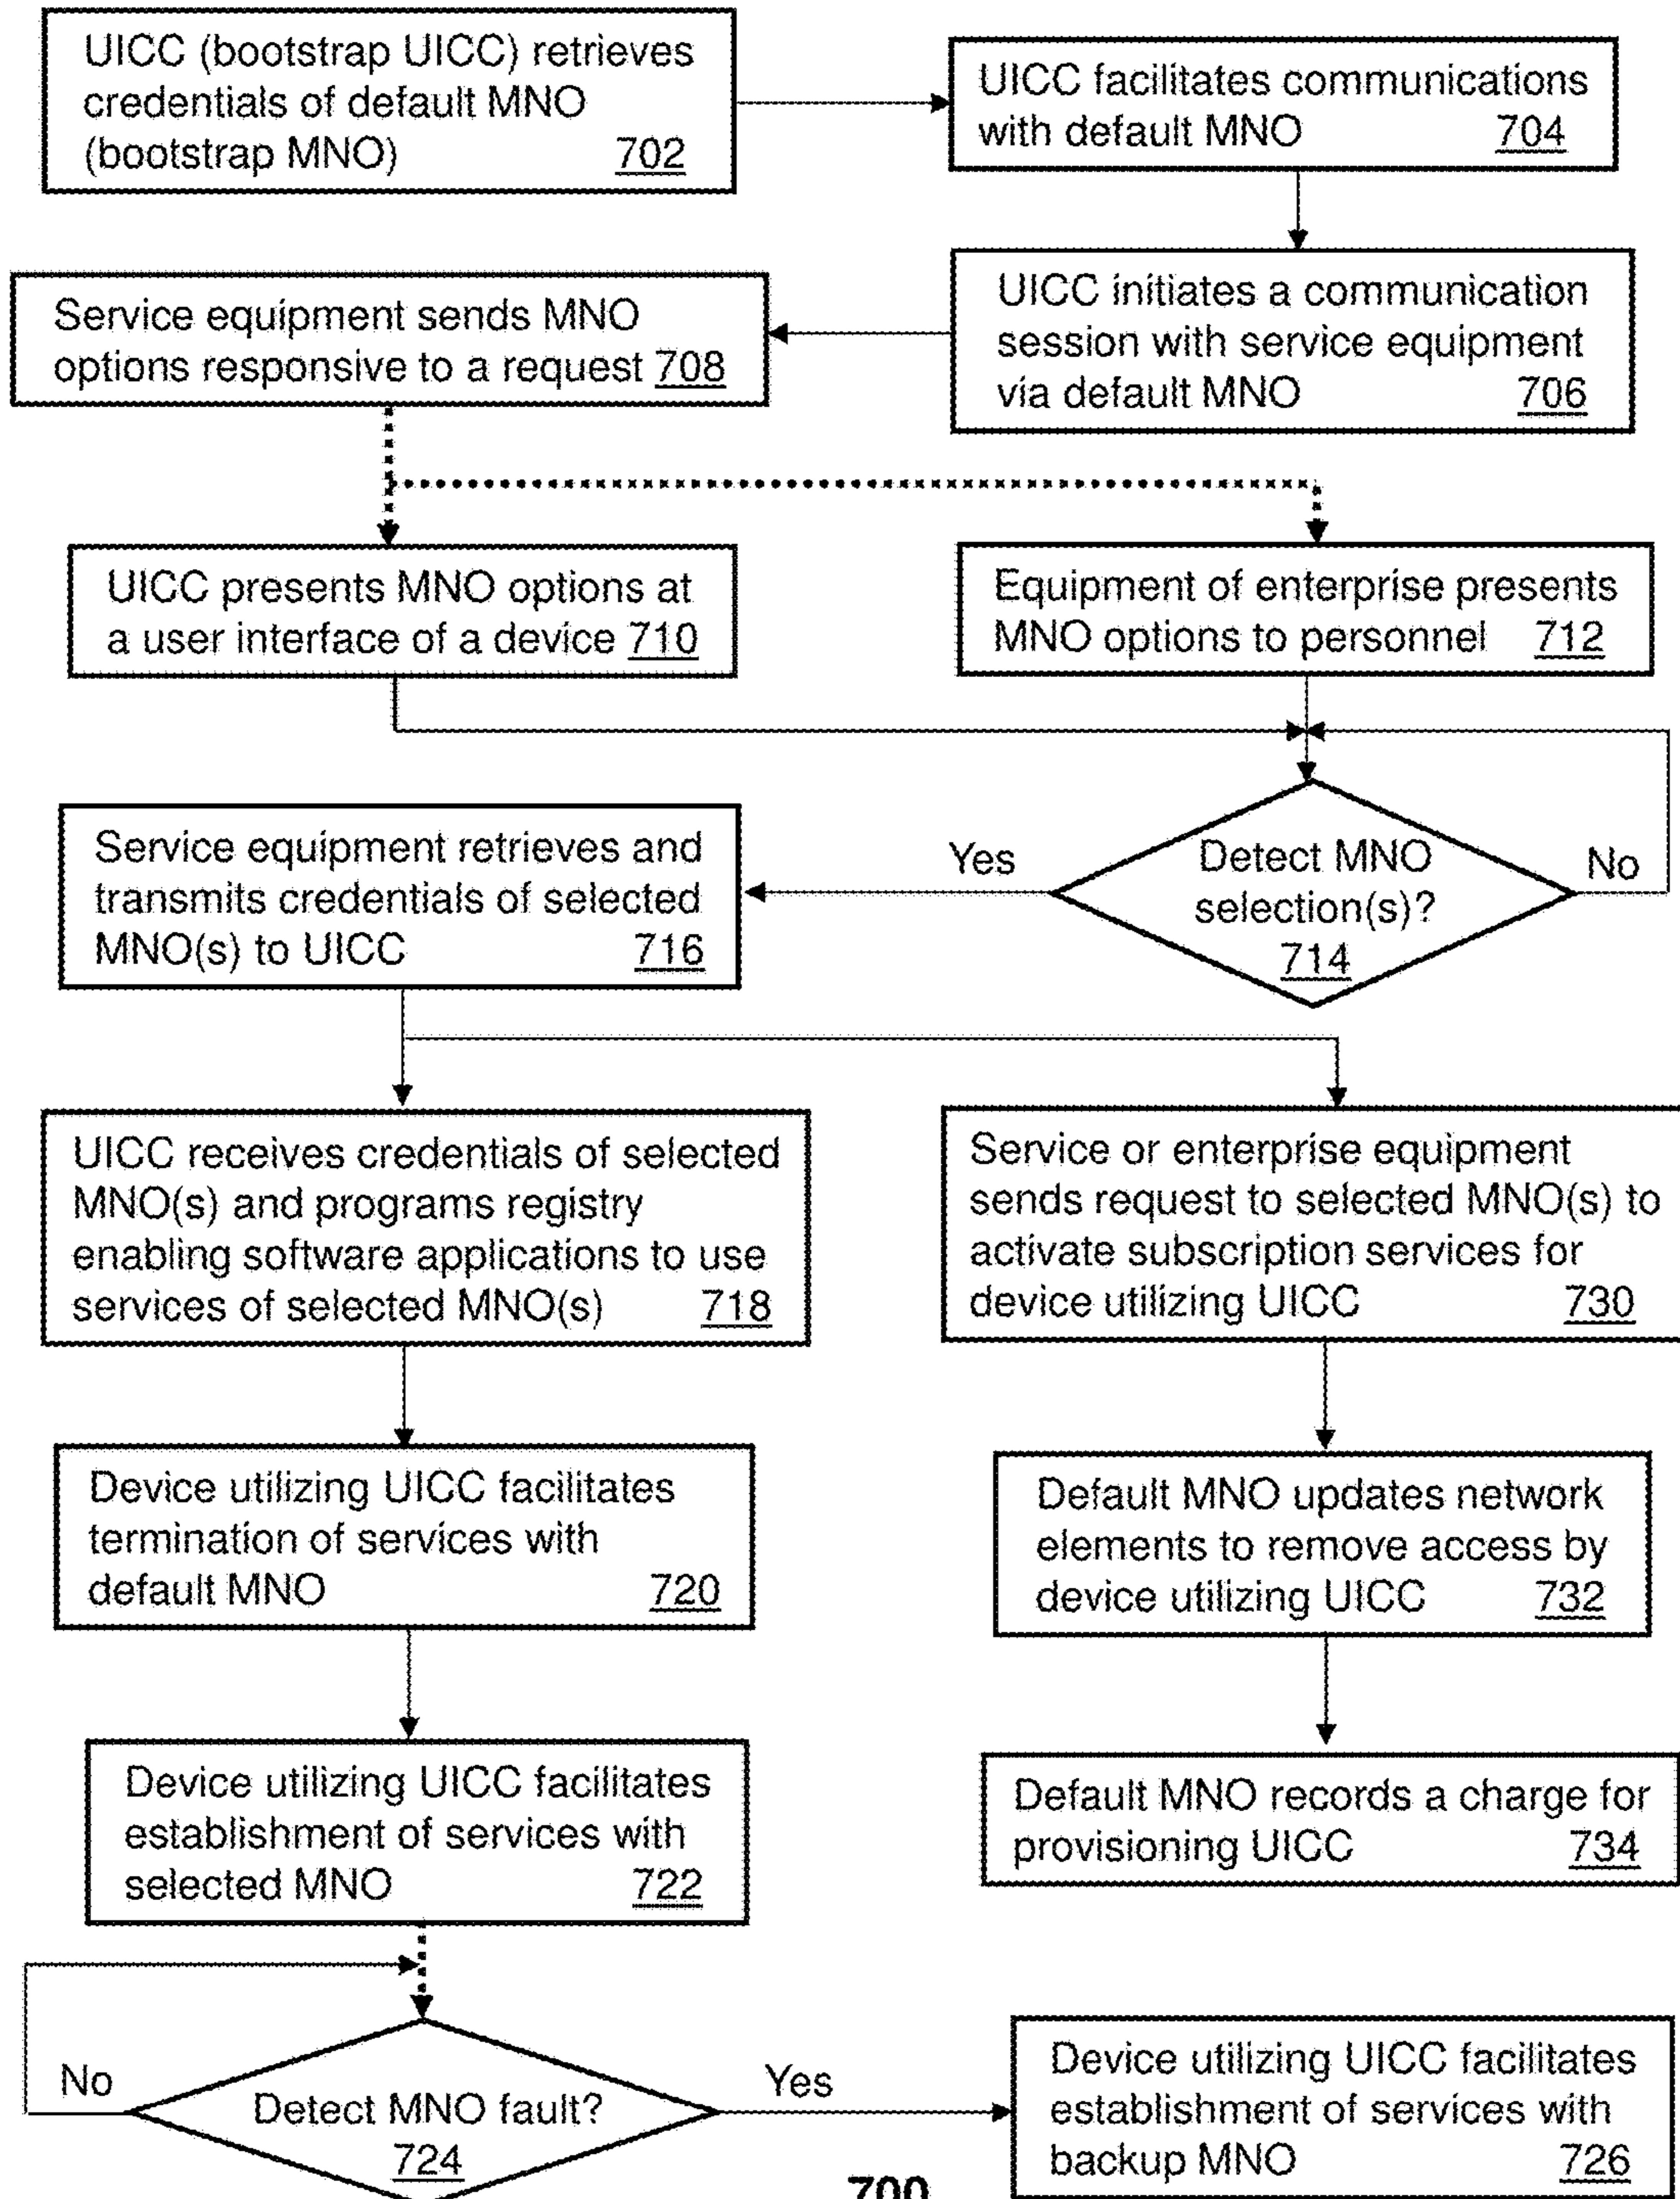 UICC (bootstrap UICC) retrieves
credentials of default MNO
(bootstrap MNO) 702
UICC facilitates communications
with default MNO 704
UICC initiates a communication
session with service equipment
via default MNO 706
Service equipment sends MNO
options responsive to a request 708
UICC presents MNO options at
a user interface of a device 710
Equipment of enterprise presents
MNO options to personnel 712
Detect MNO
selection(s)?
714
Yes
No
Service equipment retrieves and
transmits credentials of selected
MNO(s) to UICC 716
UICC receives credentials of selected
MNO(s) and programs registry
enabling software applications to use
services of selected MNO(s) 718
Service or enterprise equipment
sends request to selected MNO(s) to
activate subscription services for
device utilizing UICC 730
Device utilizing UICC facilitates
termination of services with
default MNO 720
Default MNO updates network
elements to remove access by
device utilizing UICC 732
Device utilizing UICC facilitates
establishment of services with
selected MNO 722
Default MNO records a charge for
provisioning UICC 734
No
Detect MNO fault?
724
Yes
Device utilizing UICC facilitates
establishment of services with
backup MNO 726
700